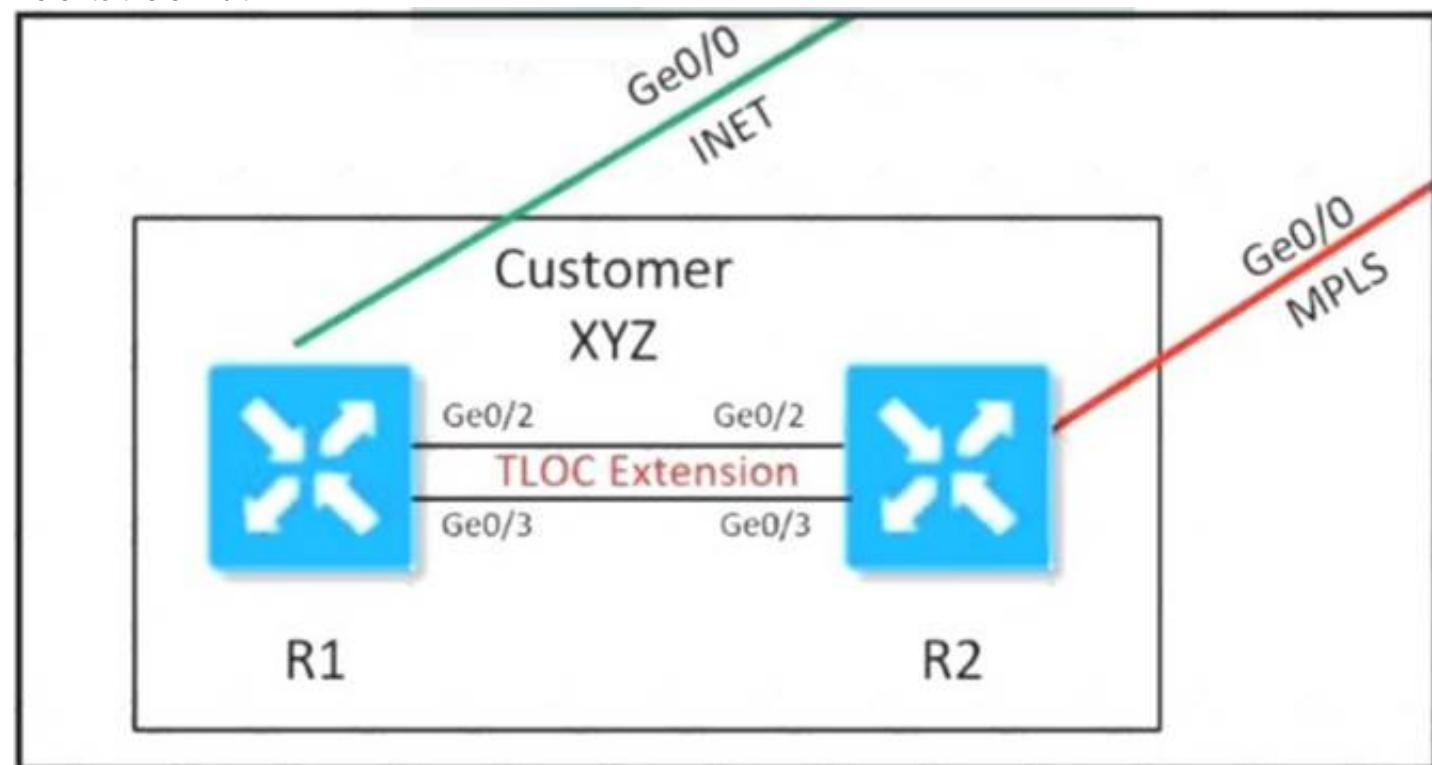 Ge0/0
INET
Ge0/0
MPLS
Customer
XYZ
Ge0/2
Ge0/2
TLOC Extension
Ge0/3
Ge0/3
R1
R2